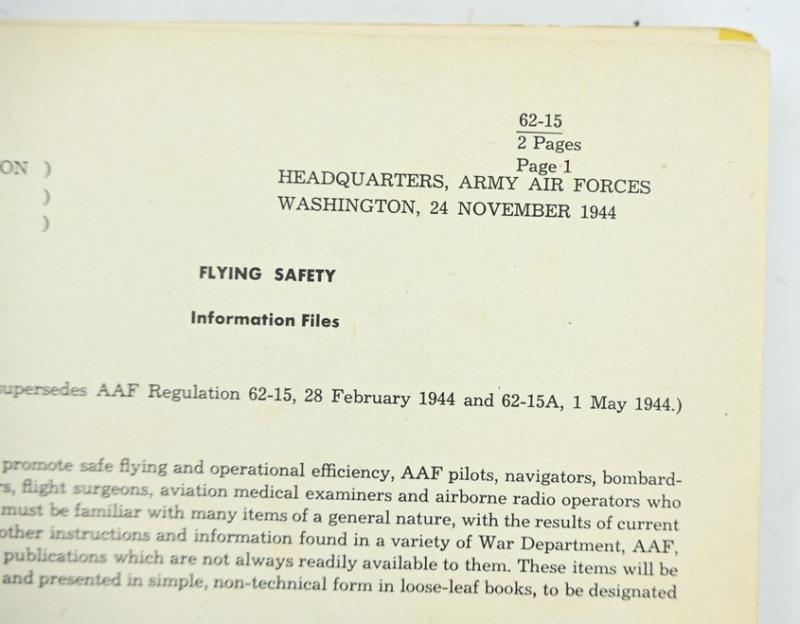 62-15
2 Pages
Page 1
ON )
HEADQUARTERS, ARMY AIR FORCES
)
WASHINGTON, 24 NOVEMBER 1944
)
FLYING SAFETY
Information Files
supersedes AAF Regulation 62-15, 28 February 1944 and 62-15A, 1 May 1944.)
promote safe flying and operational efficiency, AAF pilots, navigators, bombard-
rs, flight surgeons, aviation medical examiners and airborne radio operators who
must be familiar with many items of a general nature, with the results of current
other instructions and information found in a variety of War Department, AAF,
publications which are not always readily available to them. These items will be
and presented in simple, non-technical form in loose-leaf books, to be designated